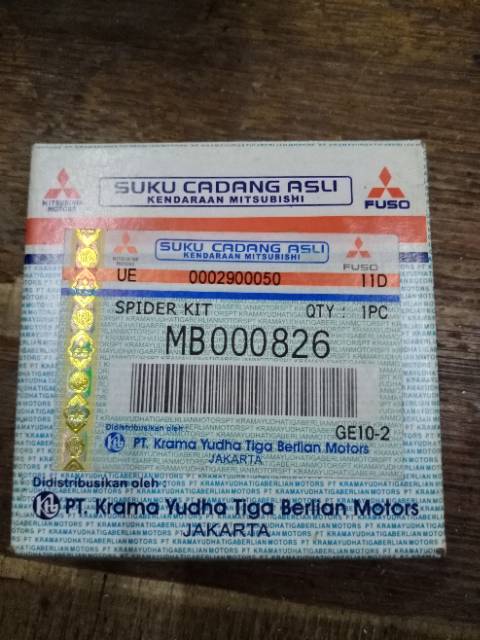 SUKU CADANG ASLI
KENDARAAN MITSUBISHI
MITSUBISHI
MOTORS
FUSO
SUKU CADANG ASLI
KENDARAAN MITSUBISHI
FUSO
UE 0002900050 11D
SPIDER KIT QTY : 1PC
MB000826
GE10-2
Didistribusikan oleh :
PT. Krama Yudha Tiga Berlian Motors
JAKARTA
Didistribusikan oleh :
KTB PT. Krama Yudha Tiga Berlian Motors
JAKARTA